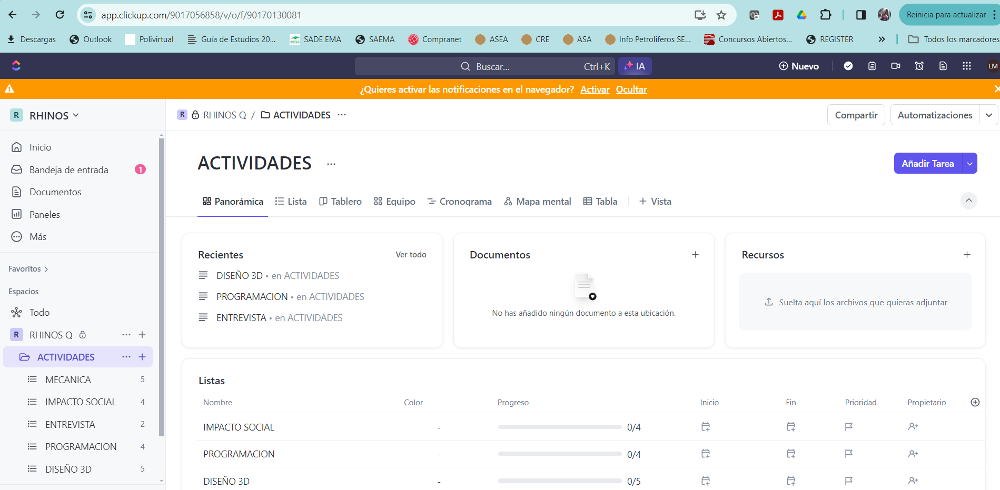 app.clickup.com/9017056858/v/o/f/90170130081
Reinicia para actualizar
Descargas Outlook Polivirtual Guía de Estudios 20... SADE EMA SAEMA Compranet ASEA CRE ASA Info Petroliferos SE... Concursos Abiertos... REGISTER » Todos los marcadores
Buscar... Ctrl+K IA Nuevo LM
¿Quieres activar las notificaciones en el navegador? Activar Ocultar
R RHINOS
R RHINOS Q / ACTIVIDADES ...
Compartir Automatizaciones
Inicio
Bandeja de entrada 1
Documentos
Paneles
Más
Favoritos
Espacios
Todo
R RHINOS Q ... +
ACTIVIDADES ... +
MECANICA 5
IMPACTO SOCIAL 4
ENTREVISTA 2
PROGRAMACION 4
DISEÑO 3D 5
ACTIVIDADES ...
Añadir Tarea
Panorámica Lista Tablero Equipo Cronograma Mapa mental Tabla + Vista
Recientes Ver todo
DISEÑO 3D • en ACTIVIDADES
PROGRAMACION • en ACTIVIDADES
ENTREVISTA • en ACTIVIDADES
Documentos +
No has añadido ningún documento a esta ubicación.
Recursos +
Suelta aquí los archivos que quieras adjuntar
Listas
Nombre Color Progreso Inicio Fin Prioridad Propietario
IMPACTO SOCIAL - 0/4
PROGRAMACION - 0/4
DISEÑO 3D - 0/5